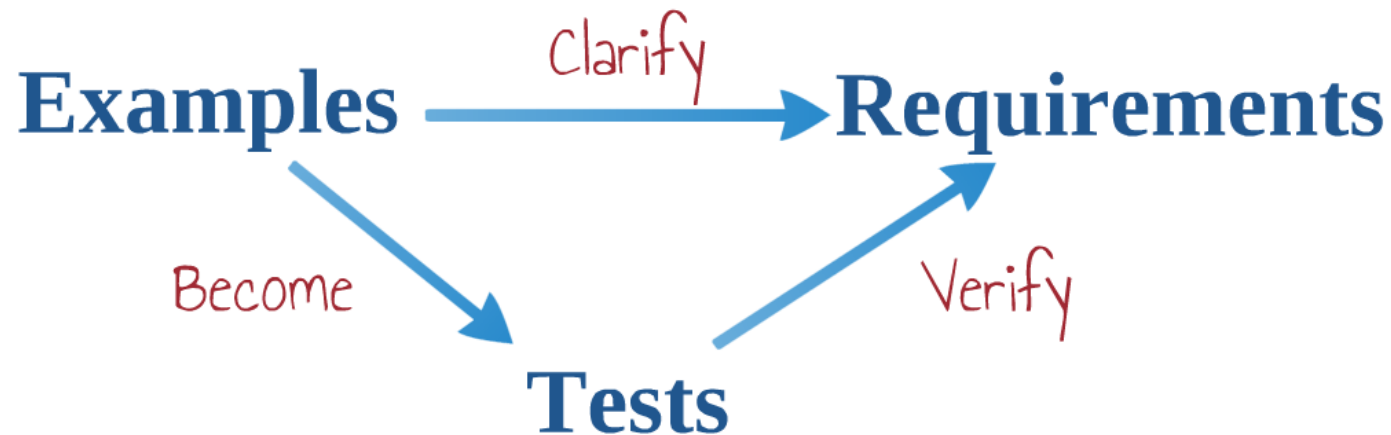 Clarify
Examples
Requirements
Become
Verify
Tests